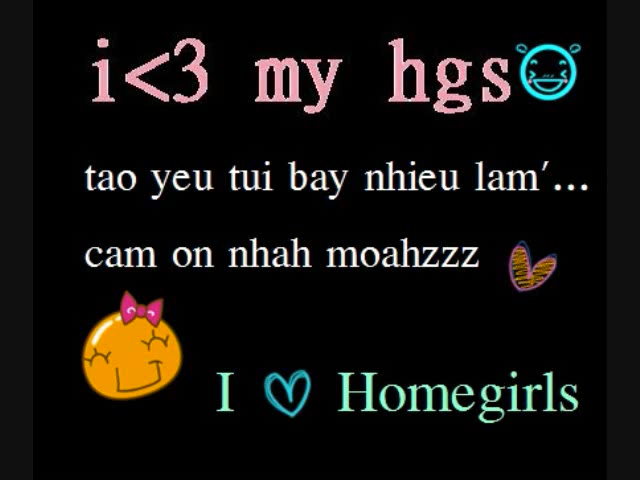 i<3 my hgs
tao yeu tui bay nhieu lam'...
cam on nhah moahzzz
I Homegirls